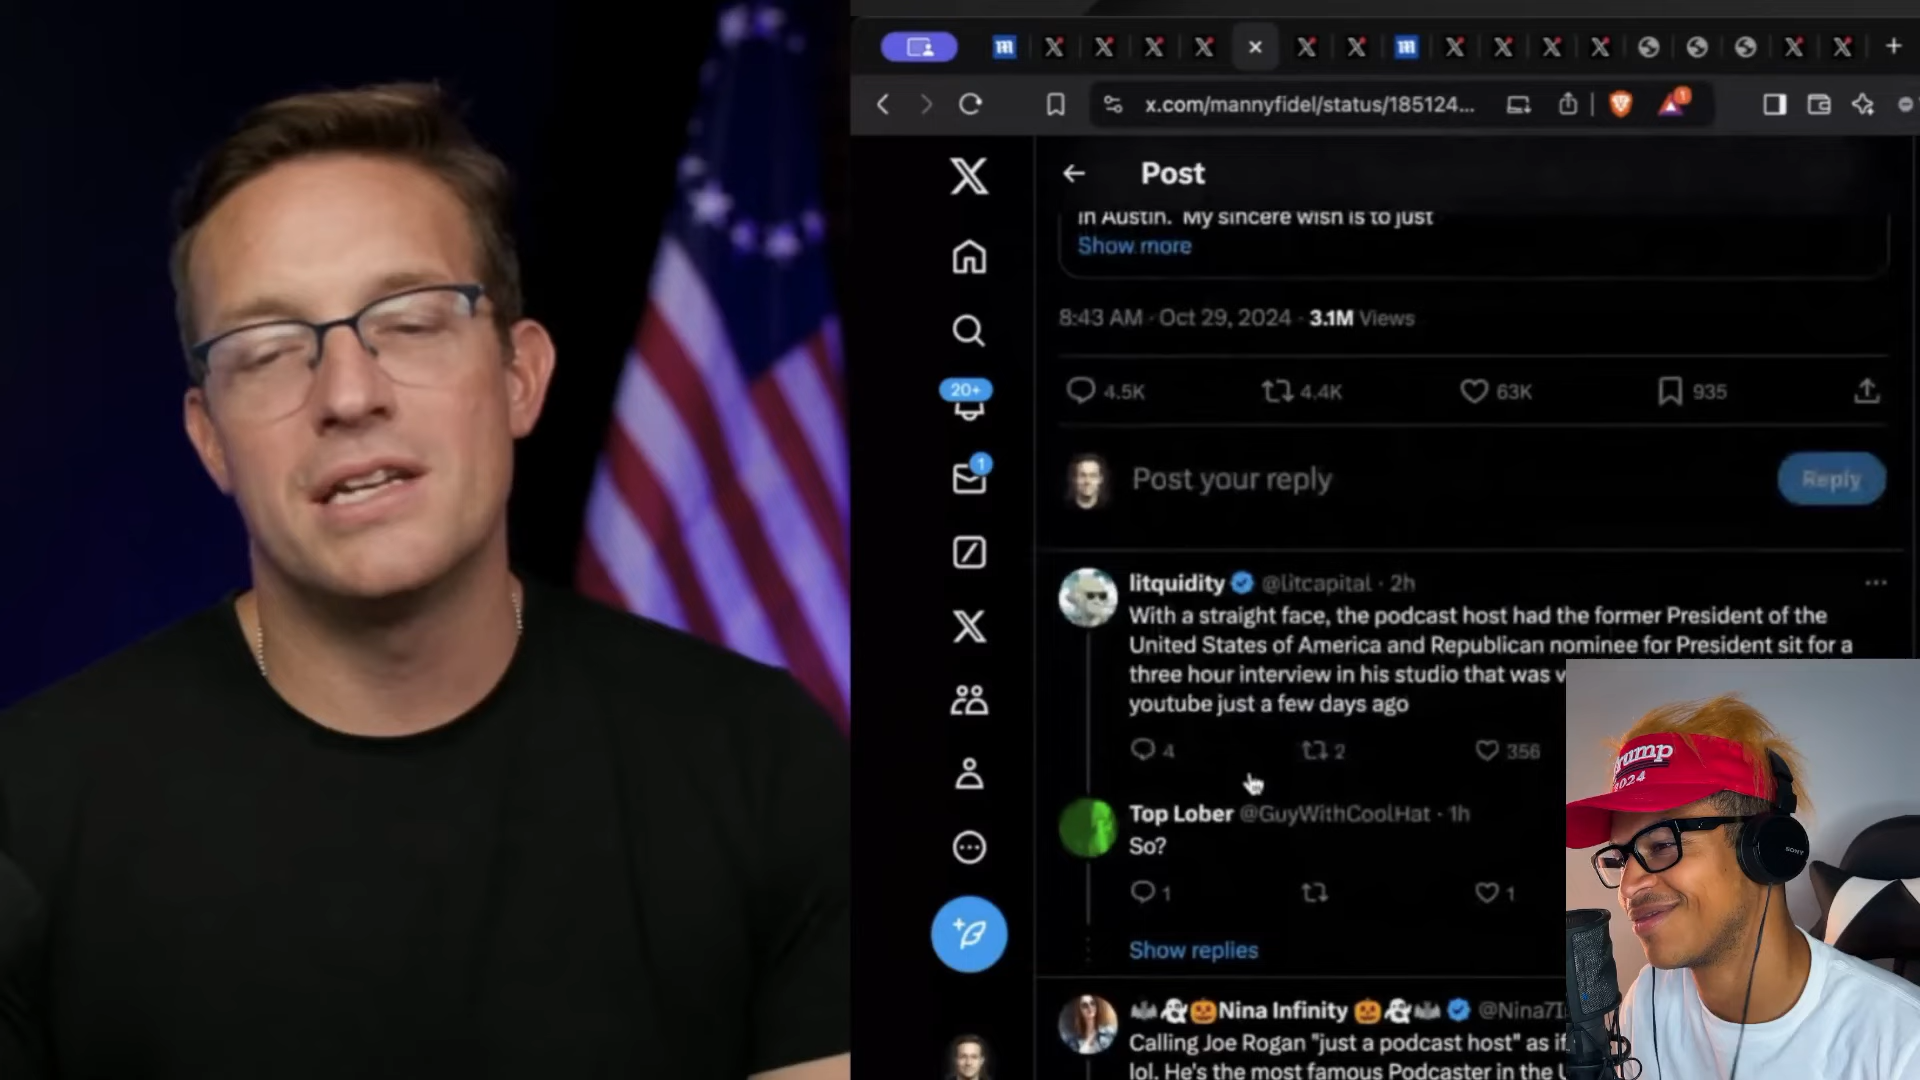 x.com/mannyfidel/status/185124...
1
Post
in Austin. My sincere wish is to just
Show more
8:43 AM · Oct 29, 2024 · 3.1M Views
20+
4.5K 4.4K 63K 935
1
Post your reply
Reply
litquidity @litcapital · 2h
With a straight face, the podcast host had the former President of the
United States of America and Republican nominee for President sit for a
three hour interview in his studio that was
youtube just a few days ago
4 2 356
Top Lober @GuyWithCoolHat · 1h
So?
1 1
Show replies
Nina Infinity @Nina7I
Calling Joe Rogan "just a podcast host" as if
lol. He's the most famous Podcaster in the
rump
2024
SONY